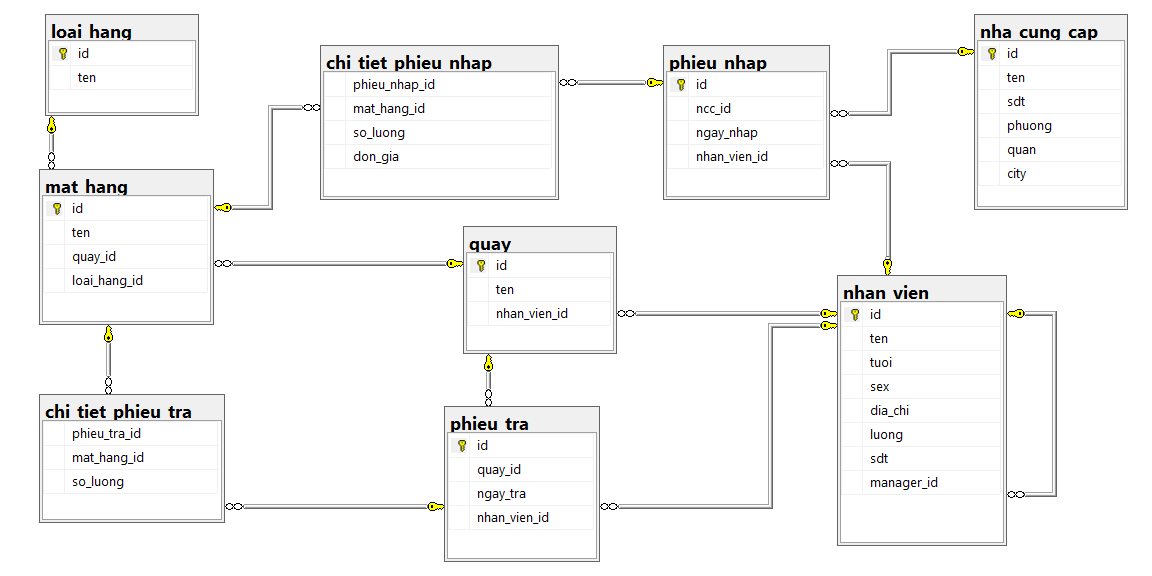 loai_hang
id
ten
chi_tiet_phieu_nhap
phieu_nhap_id
mat_hang_id
so_luong
don_gia
phieu_nhap
id
ncc_id
ngay_nhap
nhan_vien_id
nha_cung_cap
id
ten
sdt
phuong
quan
city
mat_hang
id
ten
quay_id
loai_hang_id
quay
id
ten
nhan_vien_id
nhan_vien
id
ten
tuoi
sex
dia_chi
luong
sdt
manager_id
chi_tiet_phieu_tra
phieu_tra_id
mat_hang_id
so_luong
phieu_tra
id
quay_id
ngay_tra
nhan_vien_id